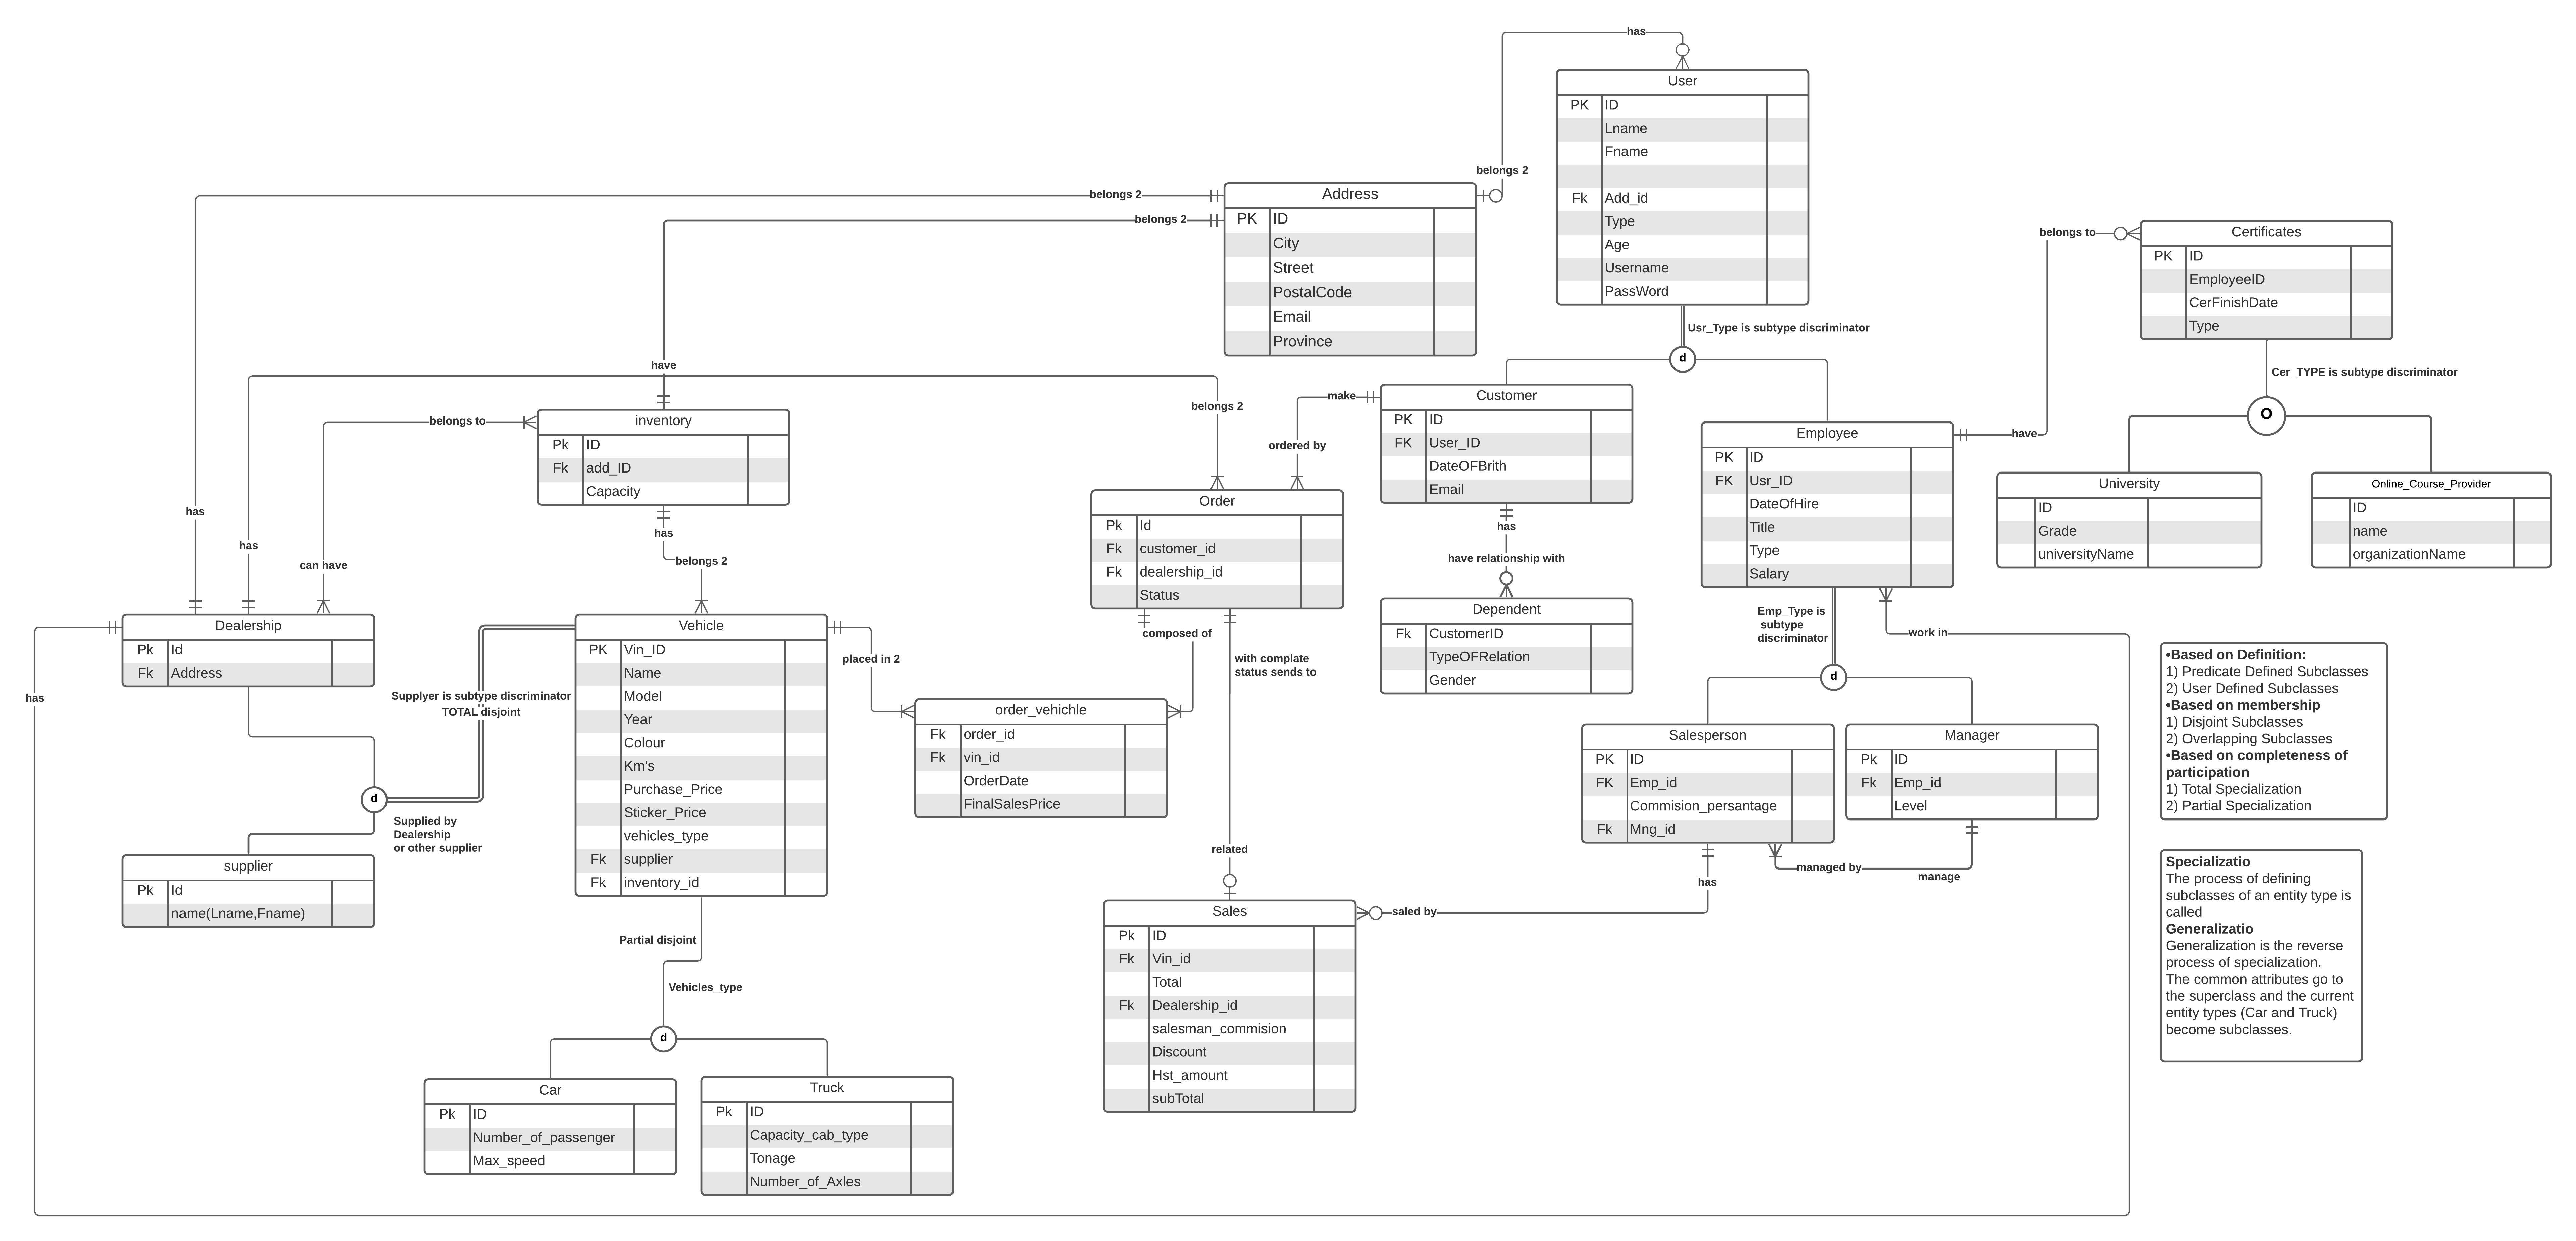 has
User
PK ID
Lname
Fname
Fk Add_id
Type
Age
Username
PassWord
belongs 2
belongs 2
belongs 2
Address
PK ID
City
Street
PostalCode
Email
Province
Usr_Type is subtype discriminator
d
belongs to
Certificates
PK ID
EmployeeID
CerFinishDate
Type
Cer_TYPE is subtype discriminator
O
University
ID
Grade
universityName
Online_Course_Provider
ID
name
organizationName
have
have
inventory
Pk ID
Fk add_ID
Capacity
belongs to
can have
has
has
has
belongs 2
belongs 2
make
ordered by
Customer
PK ID
FK User_ID
DateOFBrith
Email
has
have relationship with
Dependent
Fk CustomerID
TypeOFRelation
Gender
Employee
PK ID
FK Usr_ID
DateOfHire
Title
Type
Salary
Emp_Type is
subtype
discriminator
work in
d
Order
Pk Id
Fk customer_id
Fk dealership_id
Status
composed of
with complate
status sends to
related
Dealership
Pk Id
Fk Address
has
Supplyer is subtype discriminator
TOTAL disjoint
d
Supplied by
Dealership
or other supplier
supplier
Pk Id
name(Lname,Fname)
Vehicle
PK Vin_ID
Name
Model
Year
Colour
Km's
Purchase_Price
Sticker_Price
vehicles_type
Fk supplier
Fk inventory_id
placed in 2
order_vehichle
Fk order_id
Fk vin_id
OrderDate
FinalSalesPrice
Salesperson
PK ID
FK Emp_id
Commision_persantage
Fk Mng_id
Manager
Pk ID
Fk Emp_id
Level
managed by
manage
has
saled by
Sales
Pk ID
Fk Vin_id
Total
Fk Dealership_id
salesman_commision
Discount
Hst_amount
subTotal
Partial disjoint
Vehicles_type
d
Car
Pk ID
Number_of_passenger
Max_speed
Truck
Pk ID
Capacity_cab_type
Tonage
Number_of_Axles
•Based on Definition:
1) Predicate Defined Subclasses
2) User Defined Subclasses
•Based on membership
1) Disjoint Subclasses
2) Overlapping Subclasses
•Based on completeness of
participation
1) Total Specialization
2) Partial Specialization
Specializatio
The process of defining
subclasses of an entity type is
called
Generalizatio
Generalization is the reverse
process of specialization.
The common attributes go to
the superclass and the current
entity types (Car and Truck)
become subclasses.